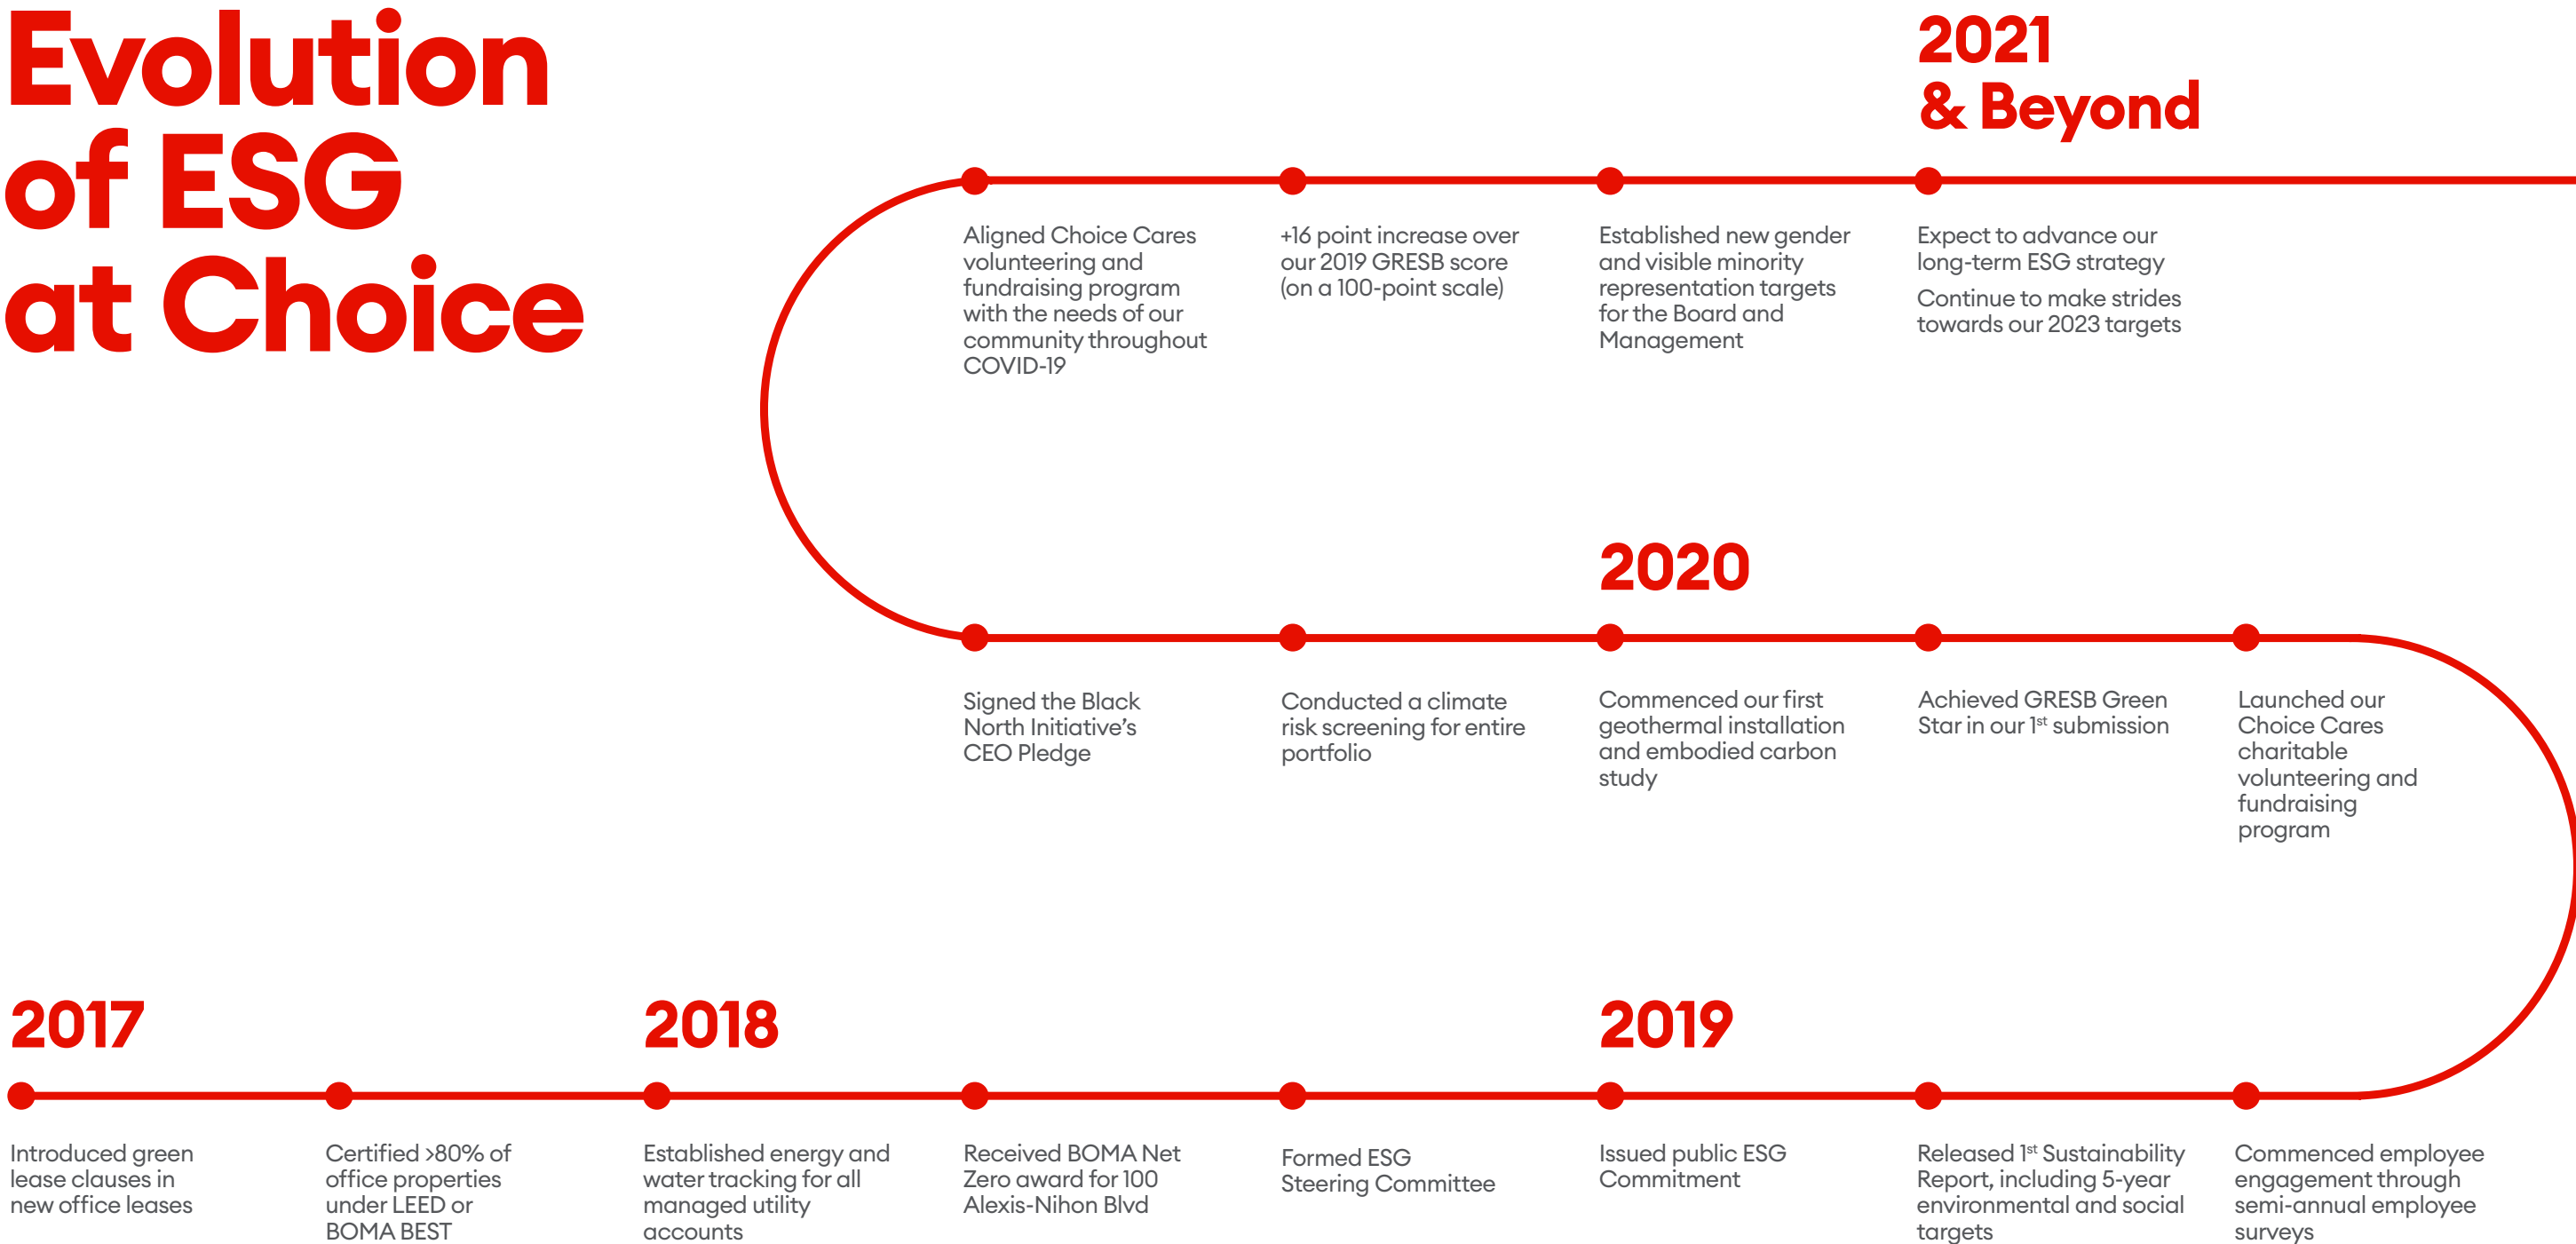 Evolution
of ESG
at Choice
2021
& Beyond
Aligned Choice Cares
volunteering and
fundraising program
with the needs of our
community throughout
COVID-19
+16 point increase over
our 2019 GRESB score
(on a 100-point scale)
Established new gender
and visible minority
representation targets
for the Board and
Management
Expect to advance our
long-term ESG strategy
Continue to make strides
towards our 2023 targets
2020
Signed the Black
North Initiative’s
CEO Pledge
Conducted a climate
risk screening for entire
portfolio
Commenced our first
geothermal installation
and embodied carbon
study
Achieved GRESB Green
Star in our 1st submission
Launched our
Choice Cares
charitable
volunteering and
fundraising
program
2017
2018
2019
Introduced green
lease clauses in
new office leases
Certified >80% of
office properties
under LEED or
BOMA BEST
Established energy and
water tracking for all
managed utility
accounts
Received BOMA Net
Zero award for 100
Alexis-Nihon Blvd
Formed ESG
Steering Committee
Issued public ESG
Commitment
Released 1st Sustainability
Report, including 5-year
environmental and social
targets
Commenced employee
engagement through
semi-annual employee
surveys